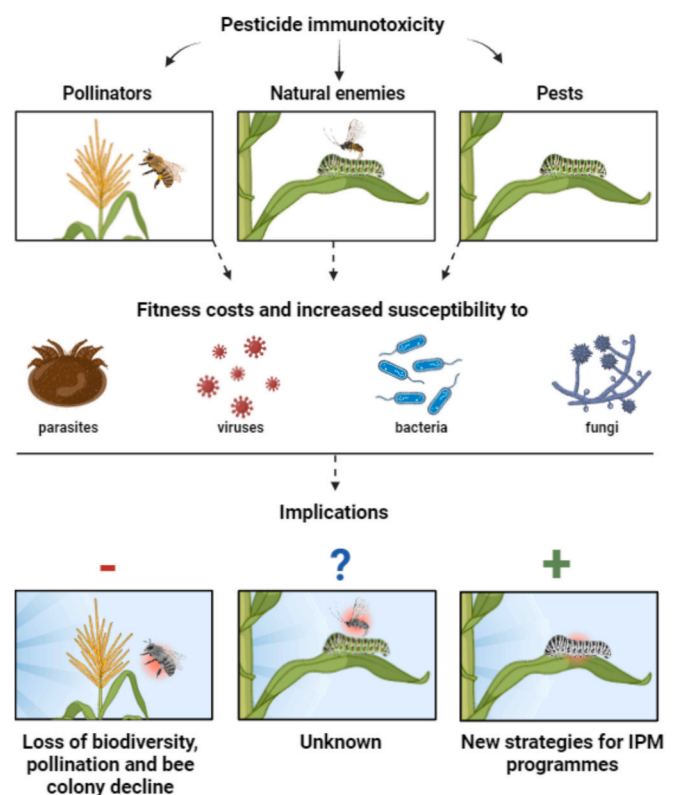 Pesticide immunotoxicity
Pollinators
Natural enemies
Pests
Fitness costs and increased susceptibility to
parasites
viruses
bacteria
fungi
Implications
-
?
+
Loss of biodiversity,
pollination and bee
colony decline
Unknown
New strategies for IPM
programmes